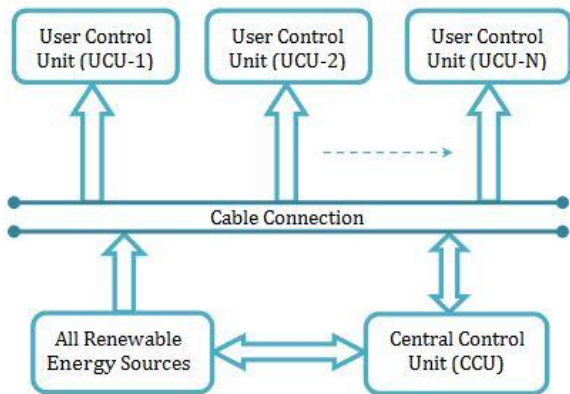 User Control
Unit (UCU-1)
User Control
Unit (UCU-2)
User Control
Unit (UCU-N)
Cable Connection
All Renewable
Energy Sources
Central Control
Unit (CCU)